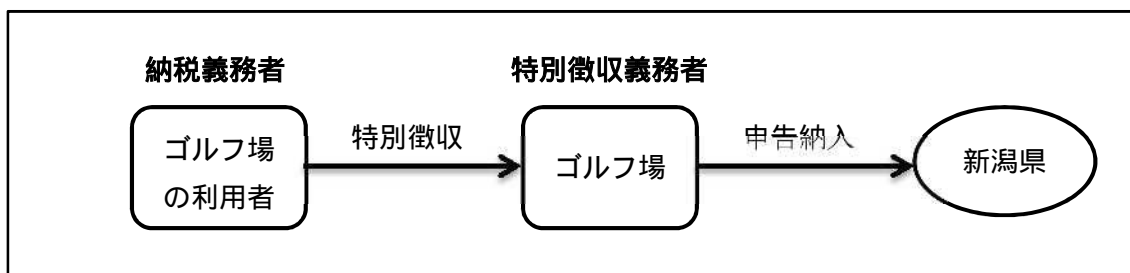 納税義務者
特別徴収義務者
ゴルフ場
の利用者
特別徴収
ゴルフ場
申告納入
新潟県